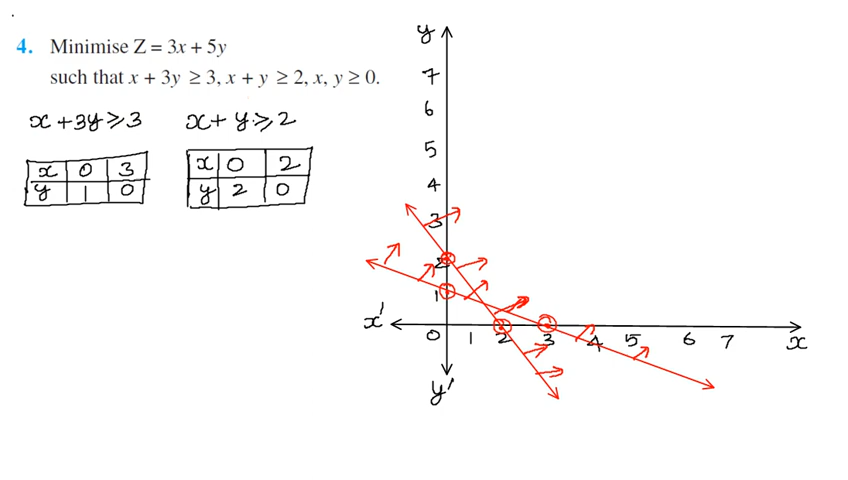 4. Minimise Z = 3x + 5y
such that x + 3y ≥ 3, x + y ≥ 2, x, y ≥ 0.
x + 3y ≥ 3
x + y ≥ 2
x 0 3
y 1 0
x 0 2
y 2 0
y
7
6
5
4
3
2
1
x' 0 1 2 3 4 5 6 7 x
y'